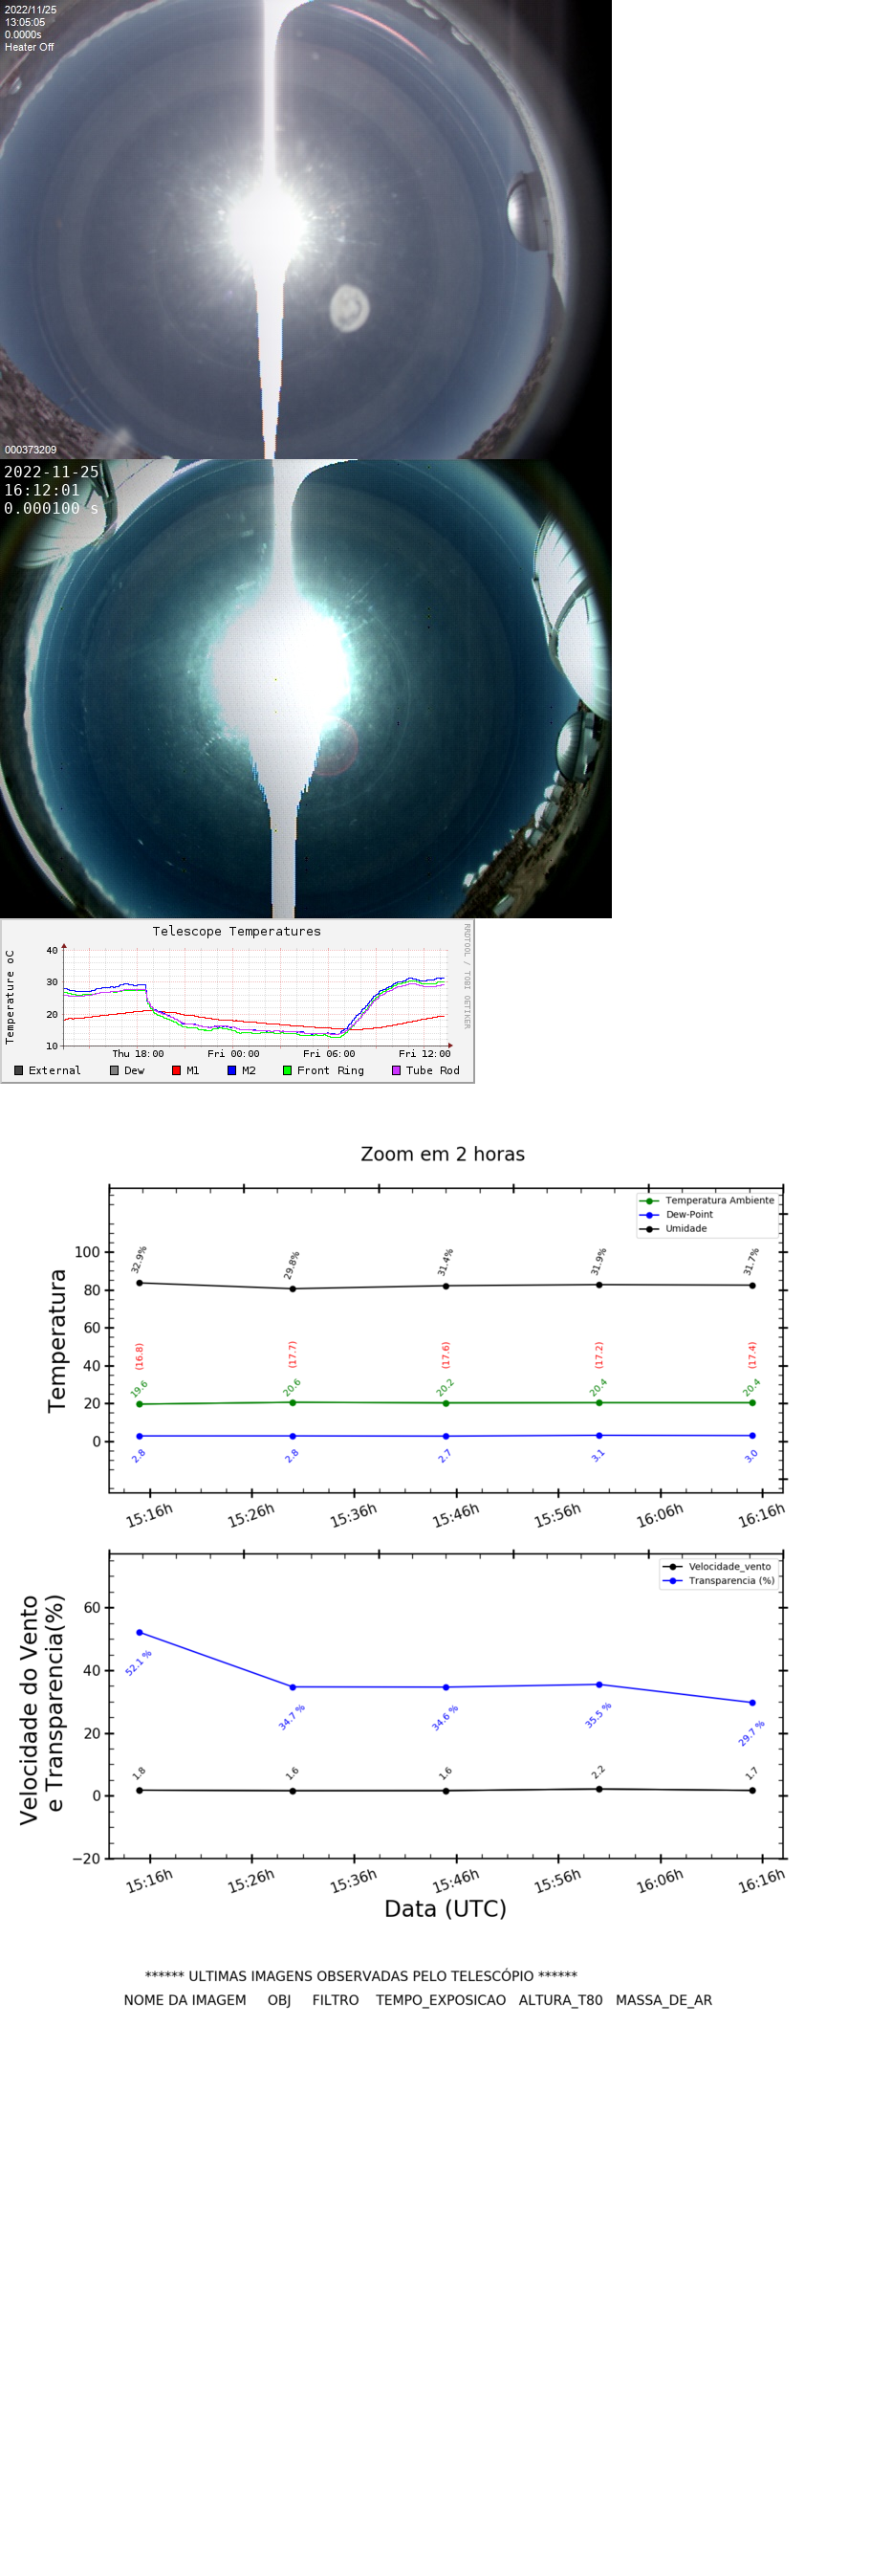 2022/11/25
13:05:05
0.0000s
Heater Off
000373209
2022-11-25
16:12:01
0.000100 s
Telescope Temperatures
RRDTOOL / TOBI OETIKER
Temperature oC
40
30
20
10
Thu 18:00 Fri 00:00 Fri 06:00 Fri 12:00
External Dew M1 M2 Front Ring Tube Rod
Zoom em 2 horas
Temperatura Ambiente
Dew-Point
Umidade
Temperatura
100
80
60
40
20
0
32.9% 29.8% 31.4% 31.9% 31.7%
(16.8) (17.7) (17.6) (17.2) (17.4)
19.6 20.6 20.2 20.4 20.4
2.8 2.8 2.7 3.1 3.0
15:16h 15:26h 15:36h 15:46h 15:56h 16:06h 16:16h
Velocidade_vento
Transparencia (%)
Velocidade do Vento
e Transparencia(%)
60
40
20
0
−20
52.1 % 34.7 % 34.6 % 35.5 % 29.7 %
1.8 1.6 1.6 2.2 1.7
15:16h 15:26h 15:36h 15:46h 15:56h 16:06h 16:16h
Data (UTC)
****** ULTIMAS IMAGENS OBSERVADAS PELO TELESCÓPIO ******
NOME DA IMAGEM OBJ FILTRO TEMPO_EXPOSICAO ALTURA_T80 MASSA_DE_AR